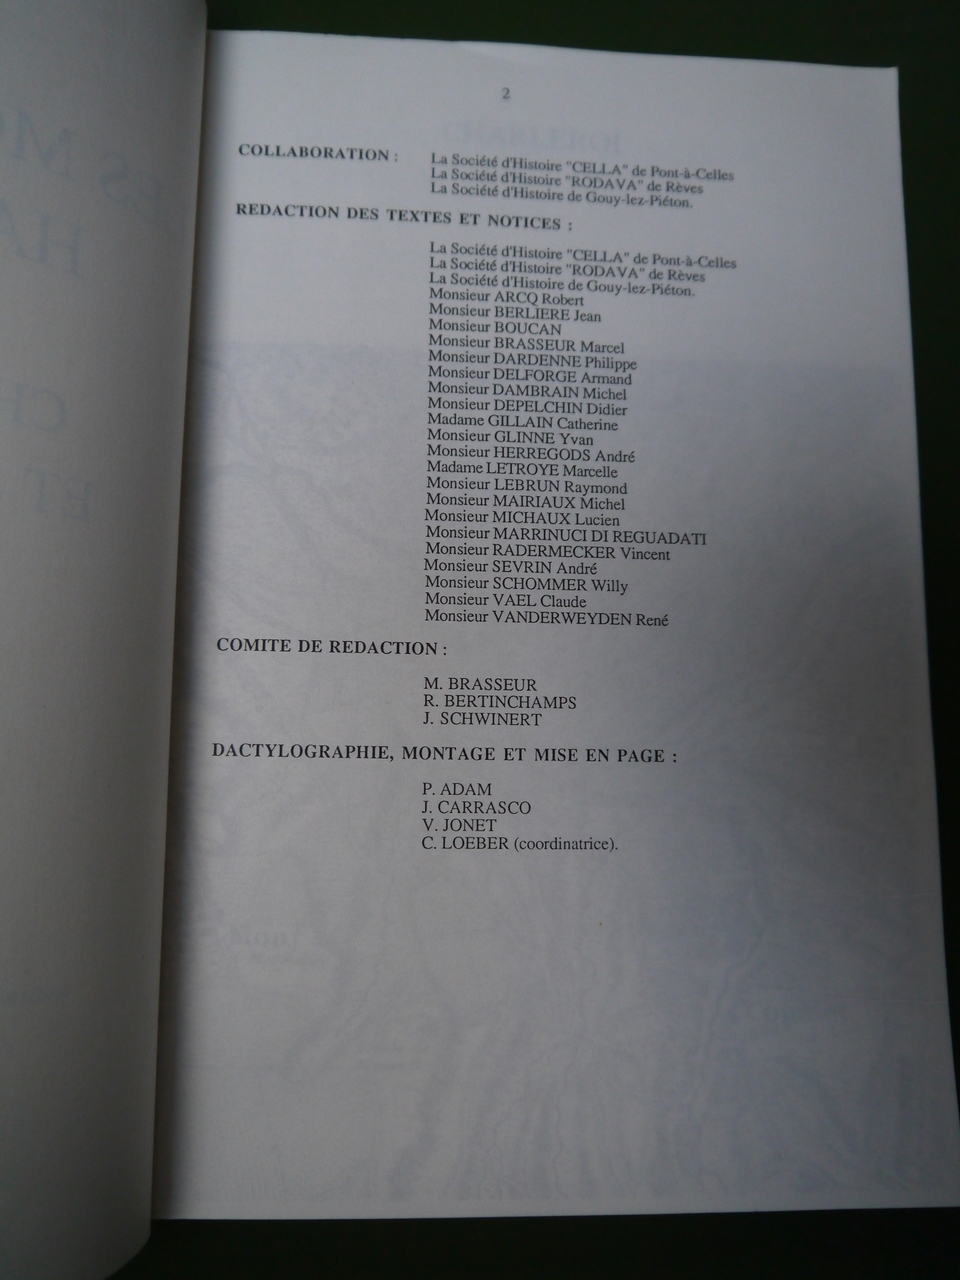 2
COLLABORATION : La Société d'Histoire "CELLA" de Pont-à-Celles
La Société d'Histoire "RODAVA" de Rèves
La Société d'Histoire de Gouy-lez-Piéton.
REDACTION DES TEXTES ET NOTICES :
La Société d'Histoire "CELLA" de Pont-à-Celles
La Société d'Histoire "RODAVA" de Rèves
La Société d'Histoire de Gouy-lez-Piéton.
Monsieur ARCQ Robert
Monsieur BERLIERE Jean
Monsieur BOUCAN
Monsieur BRASSEUR Marcel
Monsieur DARDENNE Philippe
Monsieur DELFORGE Armand
Monsieur DAMBRAIN Michel
Monsieur DEPELCHIN Didier
Madame GILLAIN Catherine
Monsieur GLINNE Yvan
Monsieur HERREGODS André
Madame LETROYE Marcelle
Monsieur LEBRUN Raymond
Monsieur MAIRIAUX Michel
Monsieur MICHAUX Lucien
Monsieur MARRINUCI DI REGUADATI
Monsieur RADERMECKER Vincent
Monsieur SEVRIN André
Monsieur SCHOMMER Willy
Monsieur VAEL Claude
Monsieur VANDERWEYDEN René
COMITE DE REDACTION :
M. BRASSEUR
R. BERTINCHAMPS
J. SCHWINERT
DACTYLOGRAPHIE, MONTAGE ET MISE EN PAGE :
P. ADAM
J. CARRASCO
V. JONET
C. LOEBER (coordinatrice).